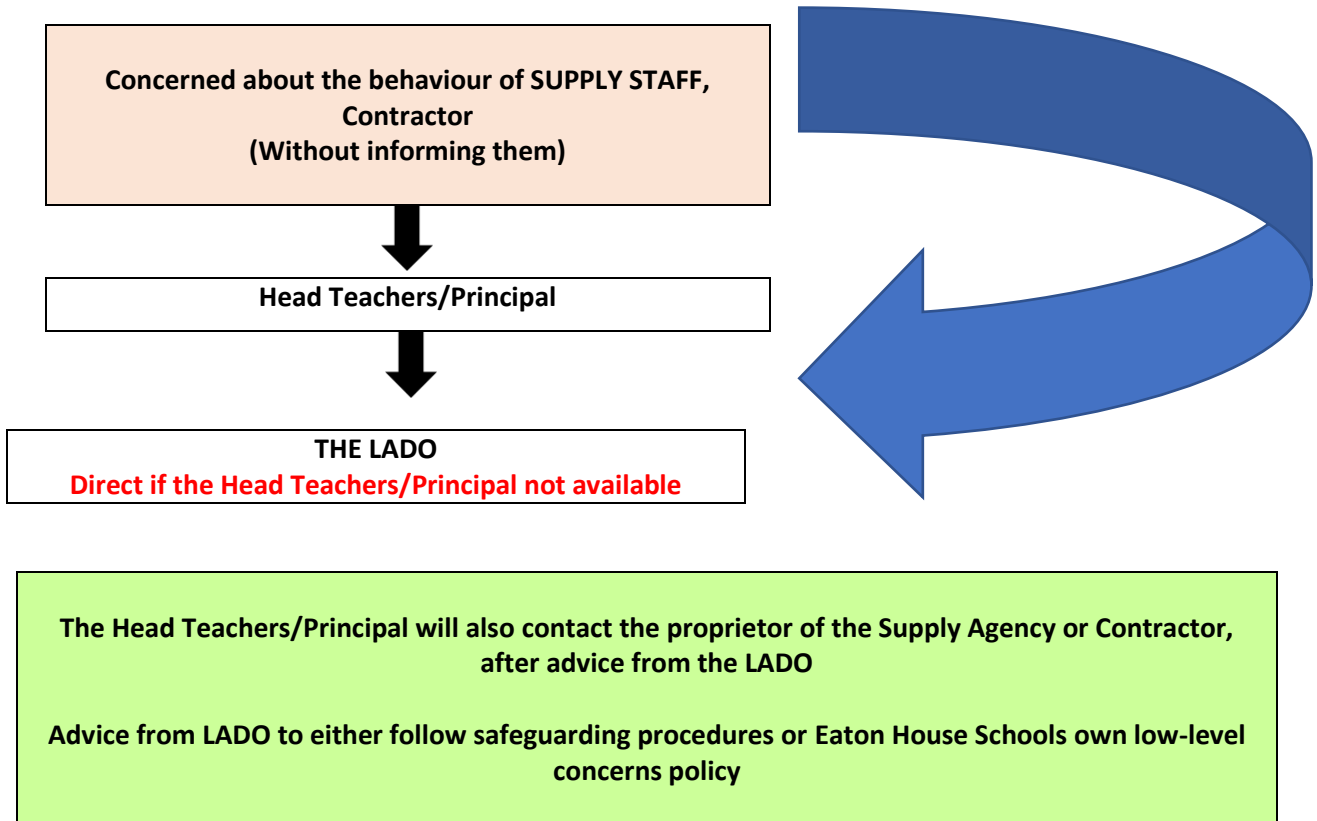 Concerned about the behaviour of SUPPLY STAFF,
Contractor
(Without informing them)
Head Teachers/Principal
THE LADO
Direct if the Head Teachers/Principal not available
The Head Teachers/Principal will also contact the proprietor of the Supply Agency or Contractor,
after advice from the LADO
Advice from LADO to either follow safeguarding procedures or Eaton House Schools own low-level
concerns policy